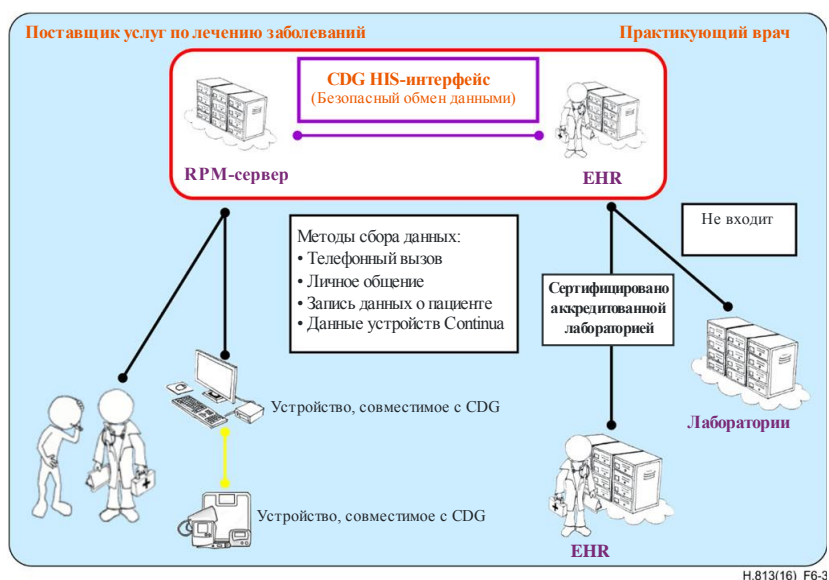 Поставщик услуг по лечению заболеваний
Практикующий врач
CDG HIS-интерфейс
(Безопасный обмен данными)
RPM-сервер
EHR
Методы сбора данных:
• Телефонный вызов
• Личное общение
• Запись данных о пациенте
• Данные устройств Continua
Не входит
Сертифицировано
аккредитованной
лабораторией
Устройство, совместимое с CDG
Лаборатории
Устройство, совместимое с CDG
EHR
H.813(16)_F6-3